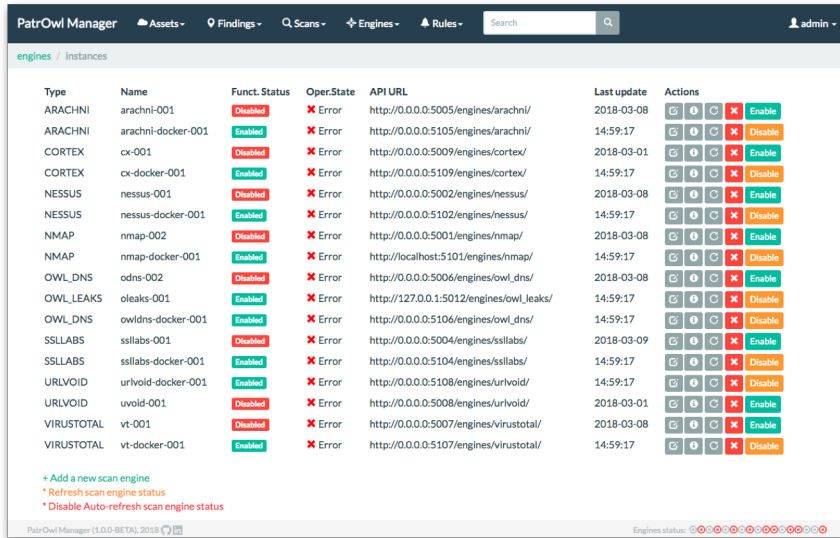 PatrOwl Manager Assets Findings Scans Engines Rules Search admin
engines / instances
Type Name Funct. Status Oper.State API URL Last update Actions
ARACHNI arachni-001 Disabled Error http://0.0.0.0:5005/engines/arachni/ 2018-03-08 Enable
ARACHNI arachni-docker-001 Enabled Error http://0.0.0.0:5105/engines/arachni/ 14:59:17 Disable
CORTEX cx-001 Disabled Error http://0.0.0.0:5009/engines/cortex/ 2018-03-01 Enable
CORTEX cx-docker-001 Enabled Error http://0.0.0.0:5109/engines/cortex/ 14:59:17 Disable
NESSUS nessus-001 Disabled Error http://0.0.0.0:5002/engines/nessus/ 2018-03-08 Enable
NESSUS nessus-docker-001 Enabled Error http://0.0.0.0:5102/engines/nessus/ 14:59:17 Disable
NMAP nmap-002 Disabled Error http://0.0.0.0:5001/engines/nmap/ 2018-03-08 Enable
NMAP nmap-docker-001 Enabled Error http://localhost:5101/engines/nmap/ 14:59:17 Disable
OWL_DNS odns-002 Disabled Error http://0.0.0.0:5006/engines/owl_dns/ 2018-03-08 Enable
OWL_LEAKS oleaks-001 Enabled Error http://127.0.0.1:5012/engines/owl_leaks/ 14:59:17 Disable
OWL_DNS owldns-docker-001 Enabled Error http://0.0.0.0:5106/engines/owl_dns/ 14:59:17 Disable
SSLLABS ssllabs-001 Disabled Error http://0.0.0.0:5004/engines/ssllabs/ 2018-03-09 Enable
SSLLABS ssllabs-docker-001 Enabled Error http://0.0.0.0:5104/engines/ssllabs/ 14:59:17 Disable
URLVOID urlvoid-docker-001 Enabled Error http://0.0.0.0:5108/engines/urlvoid/ 14:59:17 Disable
URLVOID uvoid-001 Disabled Error http://0.0.0.0:5008/engines/urlvoid/ 2018-03-01 Enable
VIRUSTOTAL vt-001 Disabled Error http://0.0.0.0:5007/engines/virustotal/ 2018-03-08 Enable
VIRUSTOTAL vt-docker-001 Enabled Error http://0.0.0.0:5107/engines/virustotal/ 14:59:17 Disable
+ Add a new scan engine
* Refresh scan engine status
* Disable Auto-refresh scan engine status
PatrOwl Manager (1.0.0-BETA), 2018 Engines status: